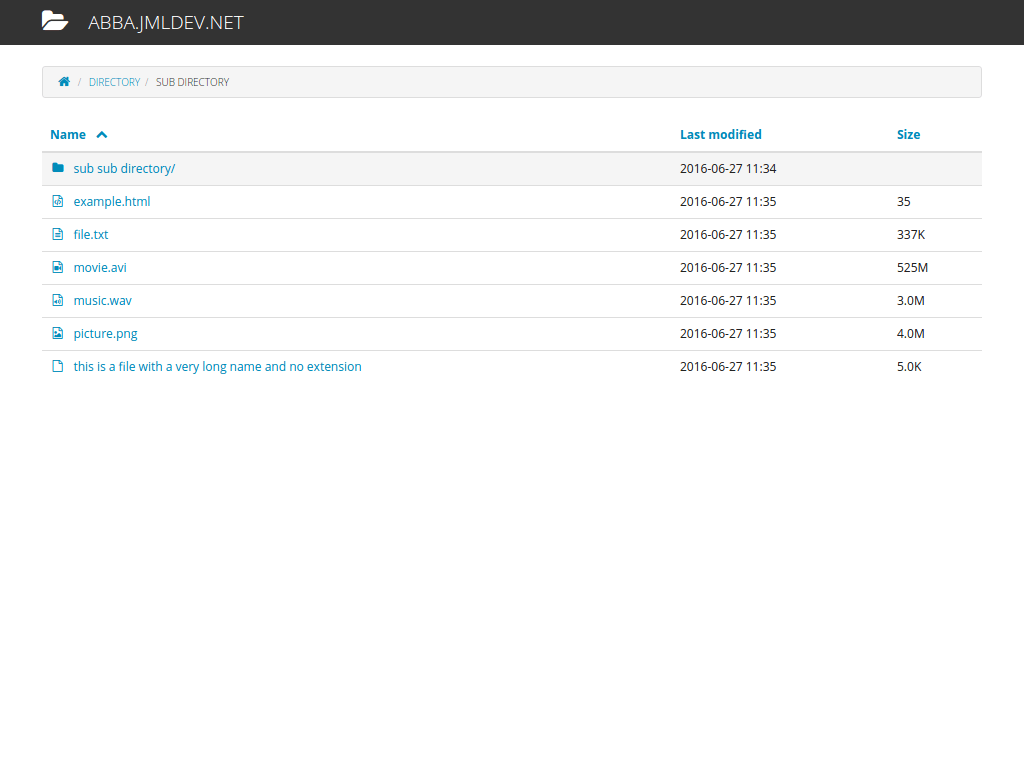 ABBA.JMLDEV.NET
/ DIRECTORY / SUB DIRECTORY
Name Last modified Size
sub sub directory/ 2016-06-27 11:34
example.html 2016-06-27 11:35 35
file.txt 2016-06-27 11:35 337K
movie.avi 2016-06-27 11:35 525M
music.wav 2016-06-27 11:35 3.0M
picture.png 2016-06-27 11:35 4.0M
this is a file with a very long name and no extension 2016-06-27 11:35 5.0K